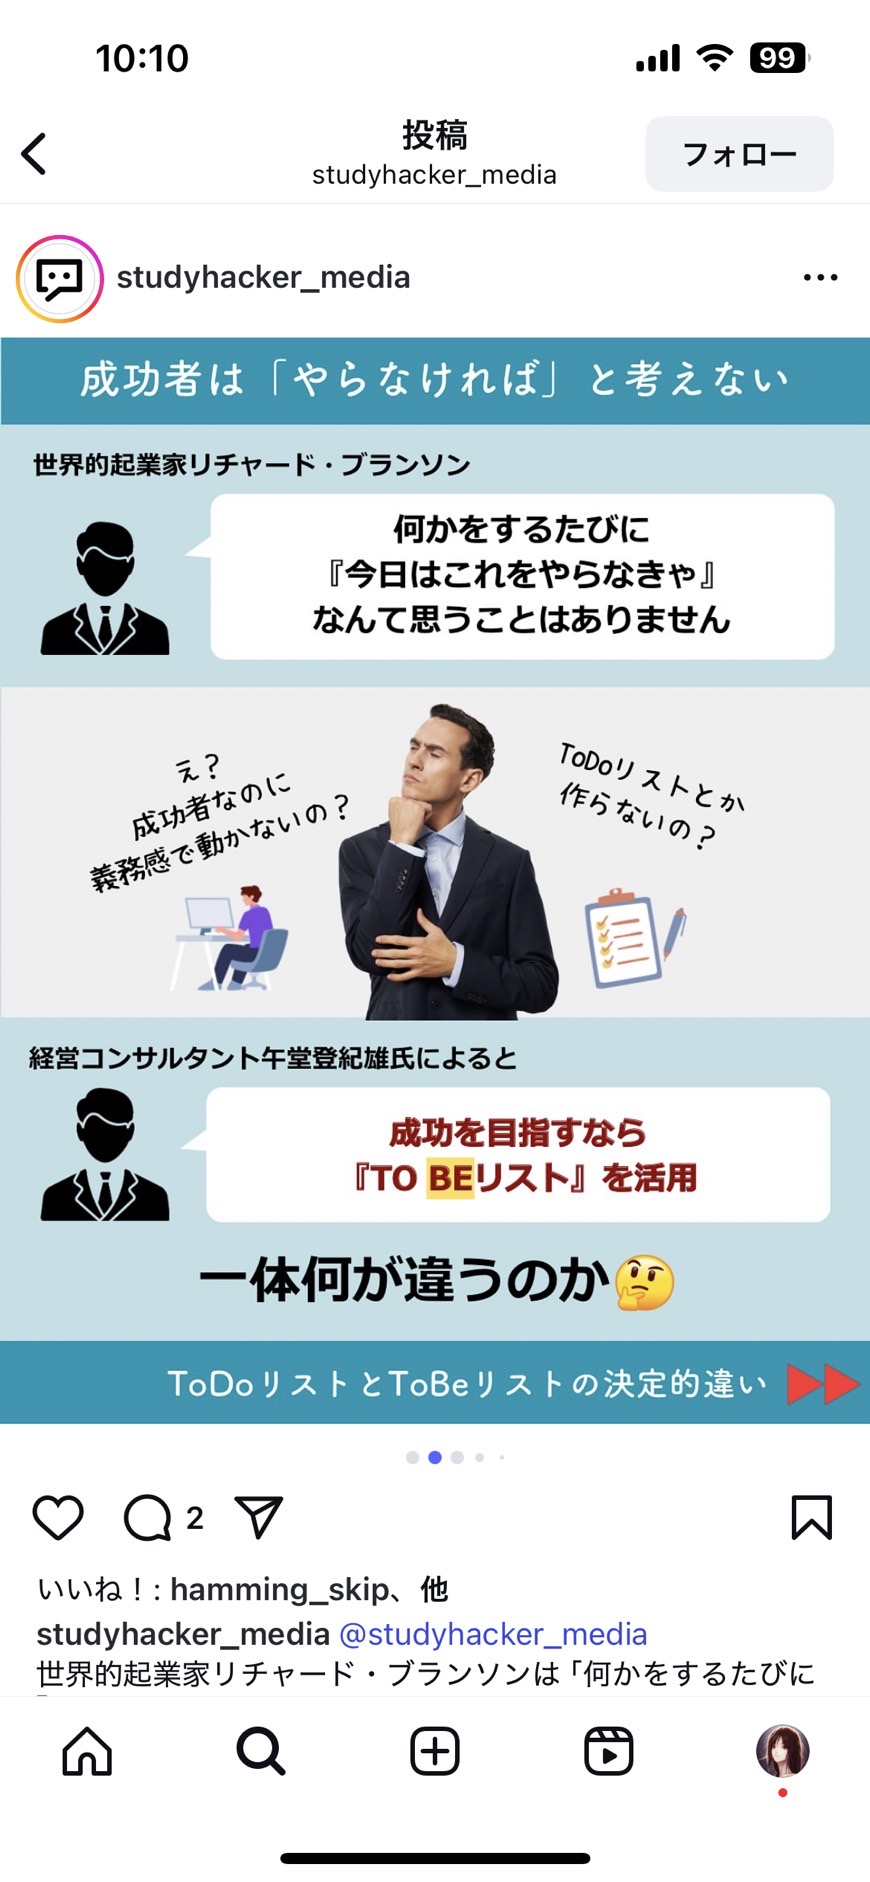 10:10
99
投稿
studyhacker_media
フォロー
studyhacker_media
成功者は「やらなければ」と考えない
世界的起業家リチャード・ブランソン
何かをするたびに
『今日はこれをやらなきゃ』
なんて思うことはありません
え？
成功者なのに
義務感で動かないの？
ToDoリストとか
作らないの？
経営コンサルタント午堂登紀雄氏によると
成功を目指すなら
『TO BEリスト』を活用
一体何が違うのか🤔
ToDoリストとToBeリストの決定的違い
2
いいね！: hamming_skip、他
studyhacker_media @studyhacker_media
世界的起業家リチャード・ブランソンは「何かをするたびに